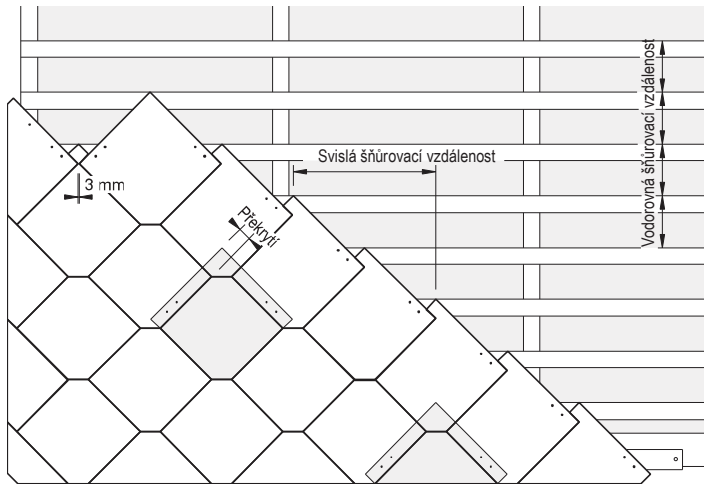 Svislá šňůrovací vzdálenost
Vodorovná šňůrovací vzdálenost
3 mm
Překrytí